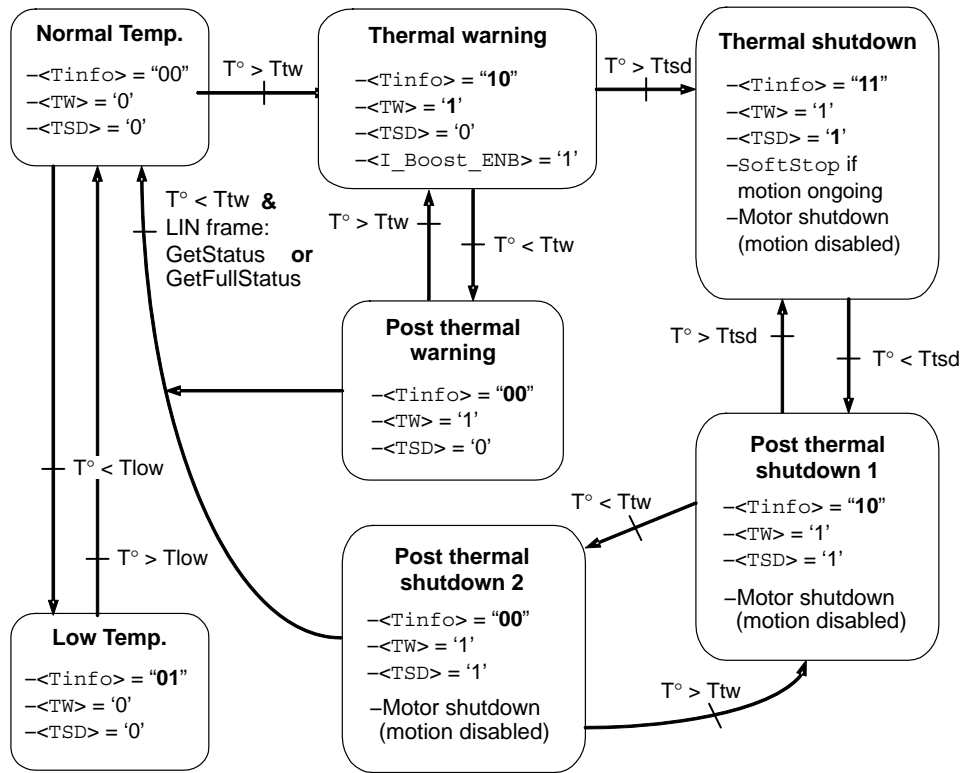 Normal Temp.
–<Tinfo> = “00”
–<TW> = ‘0’
–<TSD> = ‘0’
T° > Ttw
Thermal warning
–<Tinfo> = “10”
–<TW> = ‘1’
–<TSD> = ‘0’
–<I_Boost_ENB> = ‘1’
T° > Ttsd
Thermal shutdown
–<Tinfo> = “11”
–<TW> = ‘1’
–<TSD> = ‘1’
–SoftStop if
motion ongoing
–Motor shutdown
(motion disabled)
T° < Ttw &
LIN frame:
GetStatus or
GetFullStatus
T° > Ttw
T° < Ttw
Post thermal
warning
–<Tinfo> = “00”
–<TW> = ‘1’
–<TSD> = ‘0’
T° > Ttsd
T° < Ttsd
Post thermal
shutdown 1
–<Tinfo> = “10”
–<TW> = ‘1’
–<TSD> = ‘1’
–Motor shutdown
(motion disabled)
T° < Ttw
T° < Tlow
T° > Tlow
Post thermal
shutdown 2
–<Tinfo> = “00”
–<TW> = ‘1’
–<TSD> = ‘1’
–Motor shutdown
(motion disabled)
T° > Ttw
Low Temp.
–<Tinfo> = “01”
–<TW> = ‘0’
–<TSD> = ‘0’